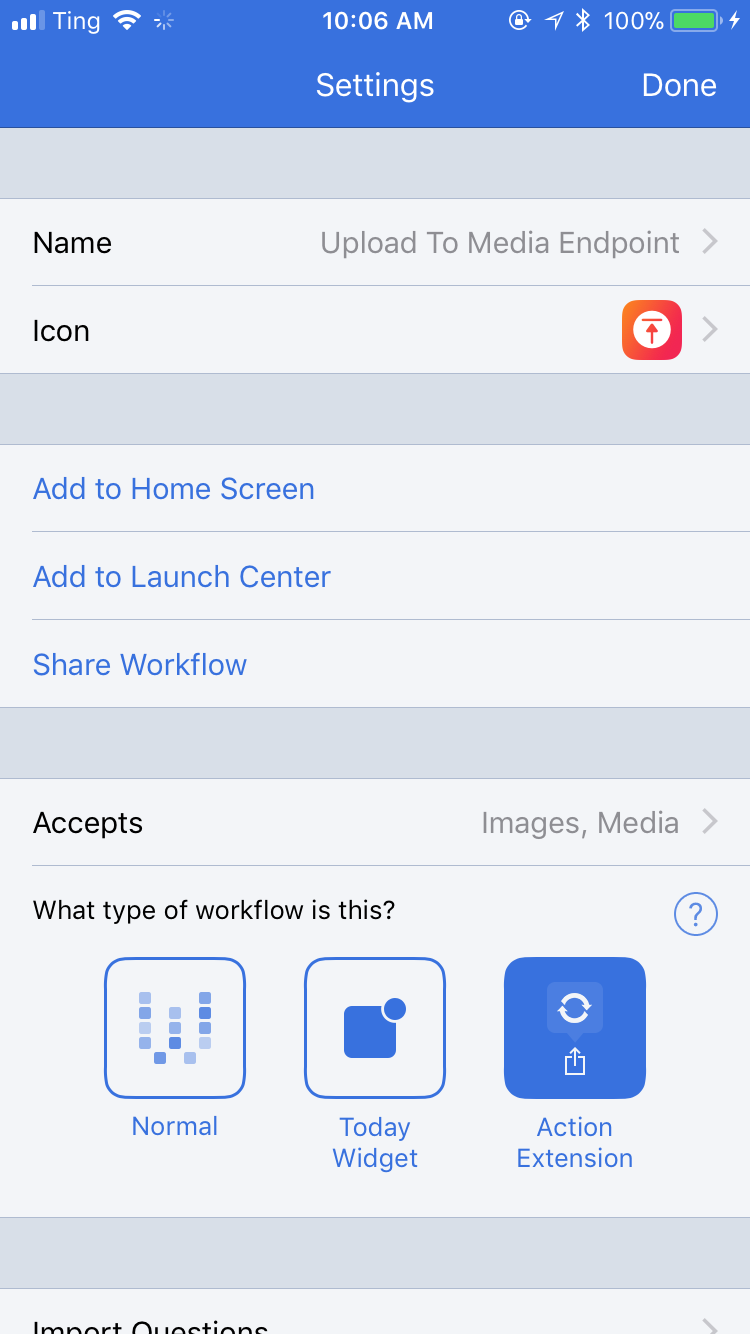 Ting 10:06 AM 100%
Settings Done
Name Upload To Media Endpoint
Icon
Add to Home Screen
Add to Launch Center
Share Workflow
Accepts Images, Media
What type of workflow is this? ?
Normal Today Widget Action Extension
Import Questions